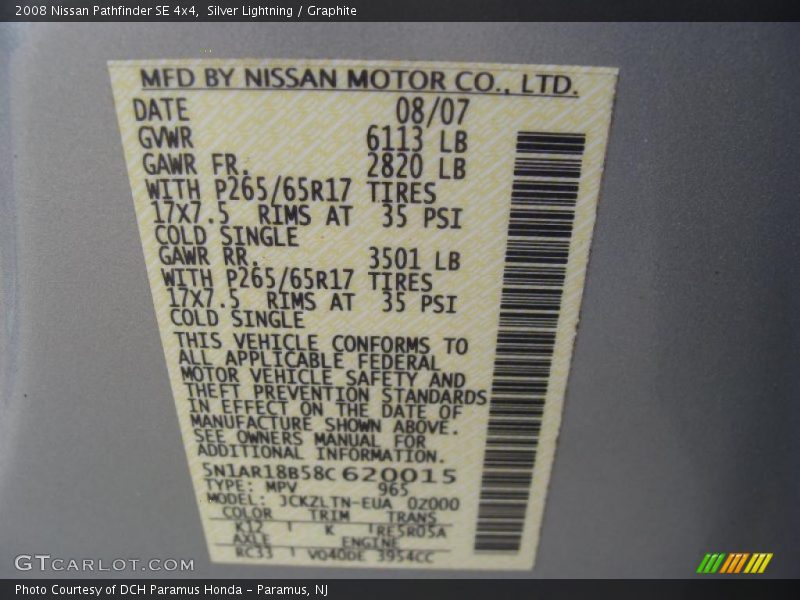 2008 Nissan Pathfinder SE 4x4,  Silver Lightning / Graphite
MFD BY NISSAN MOTOR CO., LTD.
DATE 08/07
GVWR 6113 LB
GAWR FR. 2820 LB
WITH P265/65R17 TIRES
17X7.5 RIMS AT 35 PSI
COLD SINGLE
GAWR RR. 3501 LB
WITH P265/65R17 TIRES
17X7.5 RIMS AT 35 PSI
COLD SINGLE
THIS VEHICLE CONFORMS TO
ALL APPLICABLE FEDERAL
MOTOR VEHICLE SAFETY AND
THEFT PREVENTION STANDARDS
IN EFFECT ON THE DATE OF
MANUFACTURE SHOWN ABOVE.
SEE OWNERS MANUAL FOR
ADDITIONAL INFORMATION.
5N1AR18B58C620015
TYPE: MPV 965
MODEL: JCKZLTN-EUA 0Z000
COLOR TRIM TRANS
K12 K RE5R05A
AXLE ENGINE
RC33 VQ40DE 3954CC
GTCARLOT.COM
Photo Courtesy of DCH Paramus Honda – Paramus, NJ